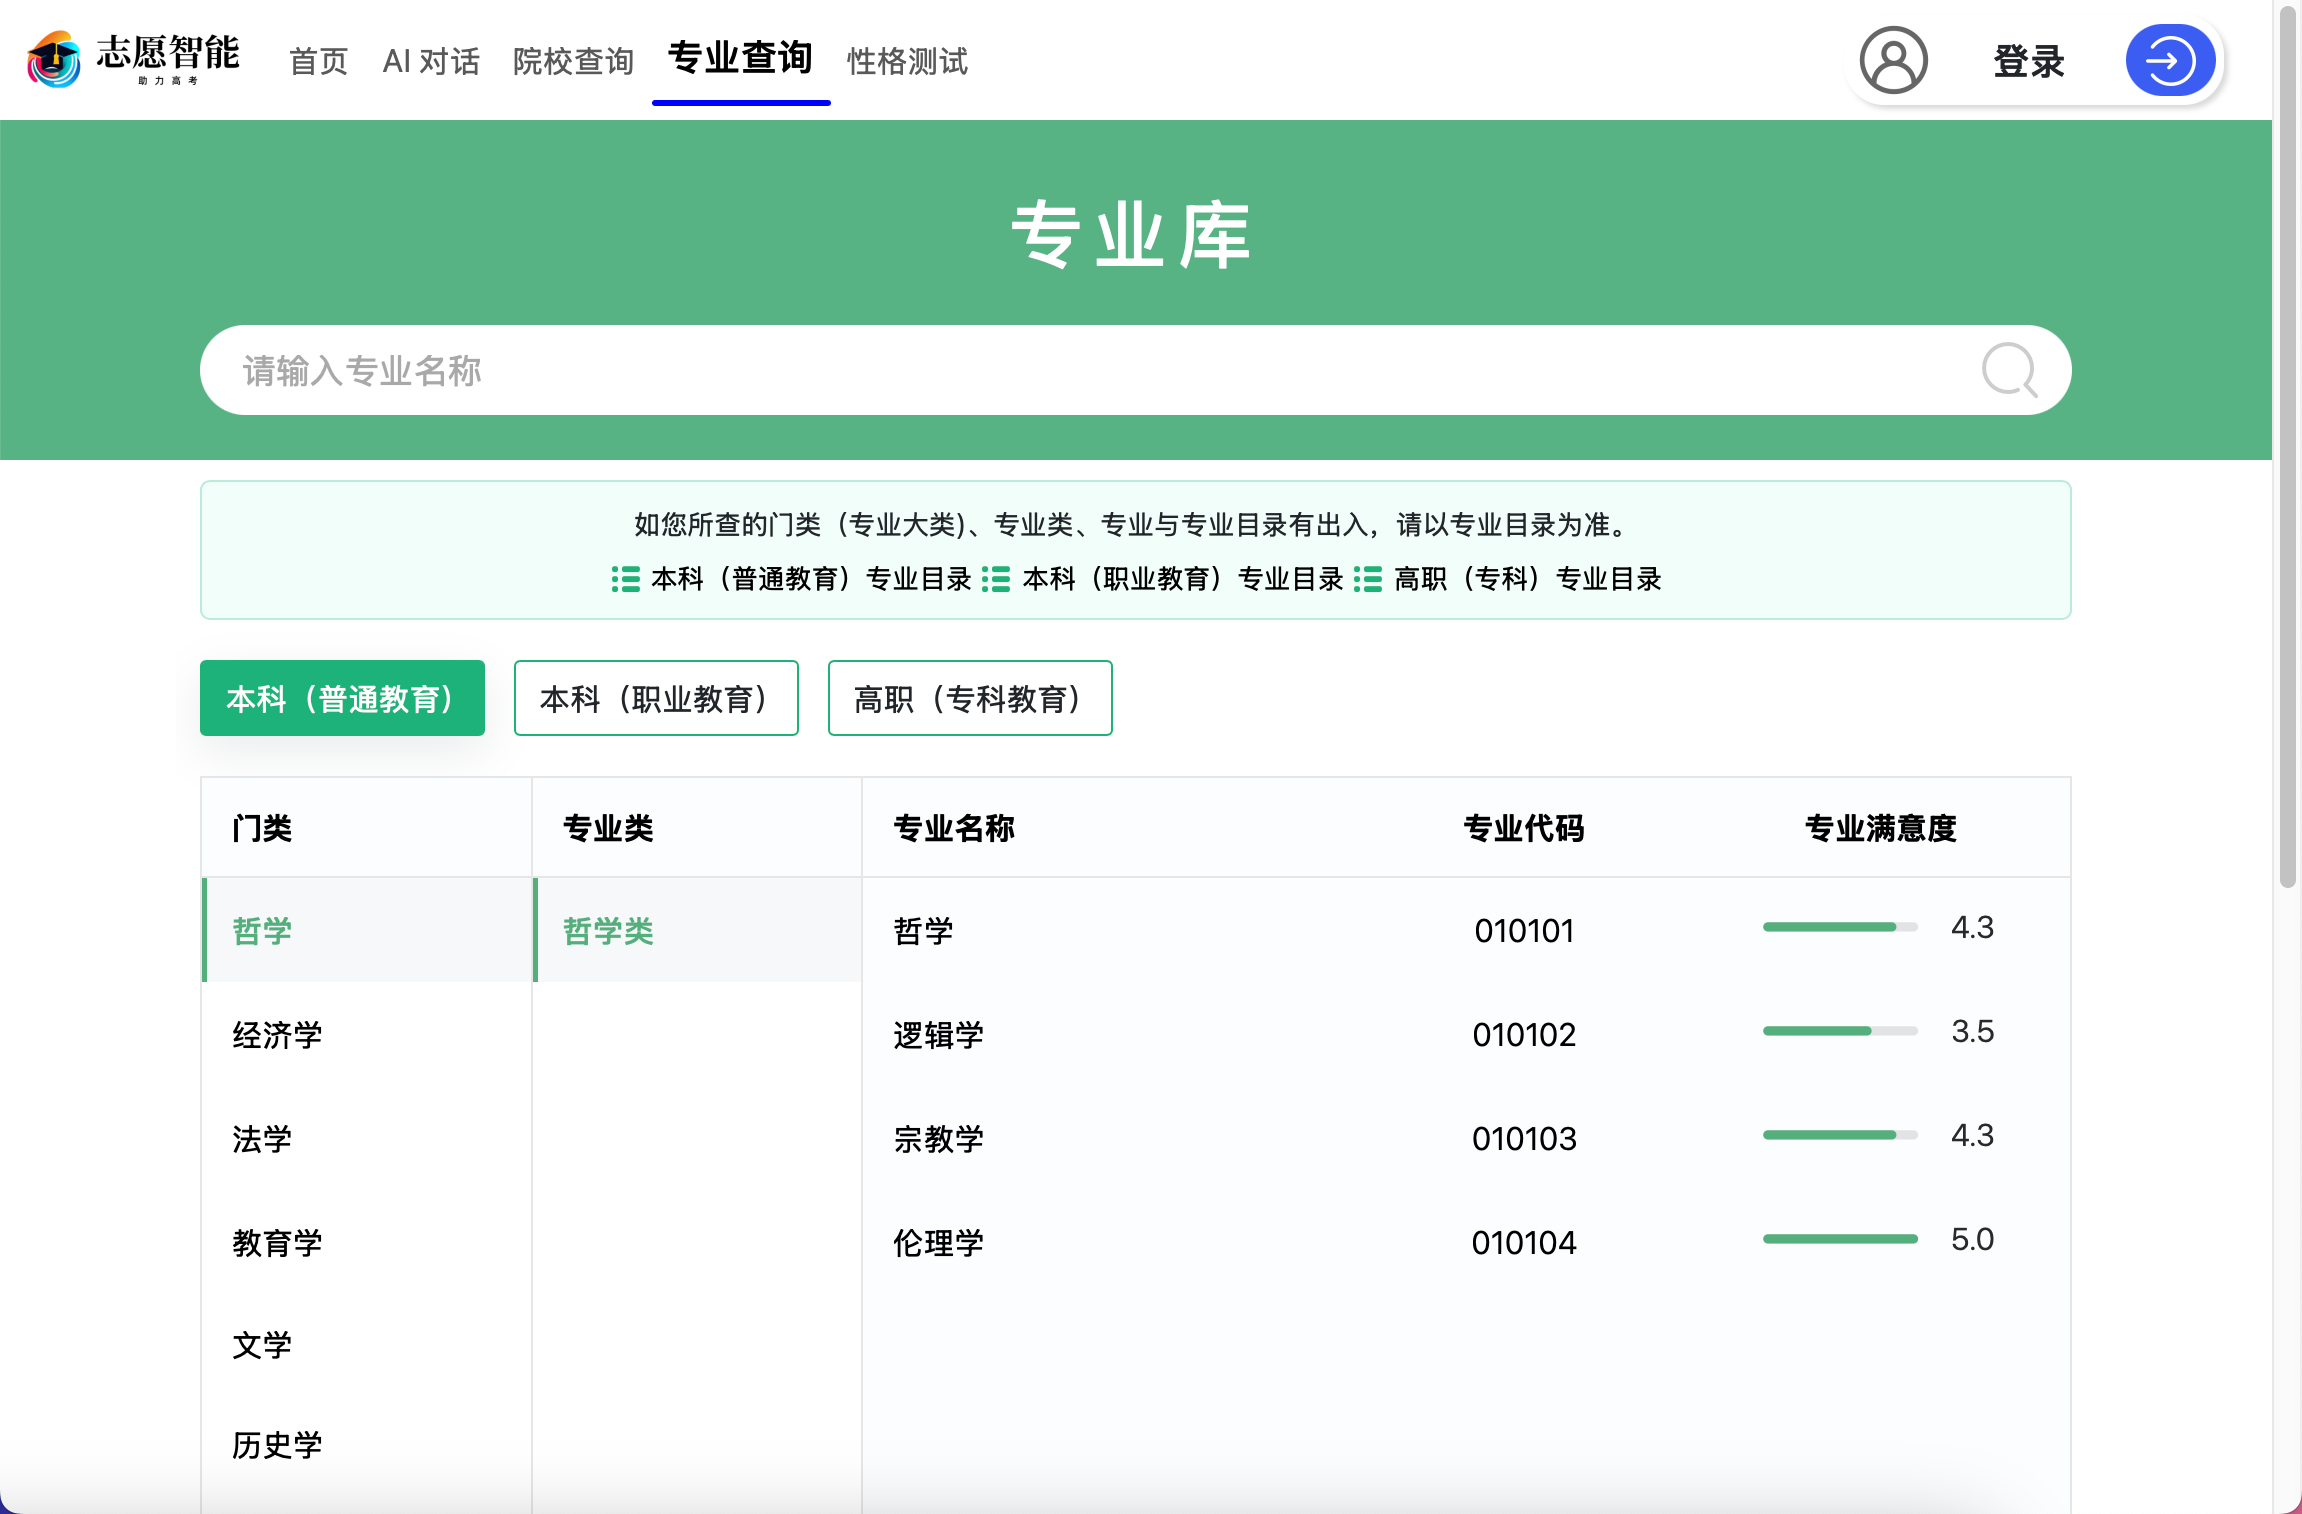 志愿智能
助力高考
首页 AI 对话 院校查询 专业查询 性格测试 登录
专业库
请输入专业名称
如您所查的门类（专业大类)、专业类、专业与专业目录有出入，请以专业目录为准。
本科（普通教育）专业目录 本科（职业教育）专业目录 高职（专科）专业目录
本科（普通教育） 本科（职业教育） 高职（专科教育）
门类 专业类 专业名称 专业代码 专业满意度
哲学 哲学类 哲学 010101 4.3
经济学 逻辑学 010102 3.5
法学 宗教学 010103 4.3
教育学 伦理学 010104 5.0
文学
历史学